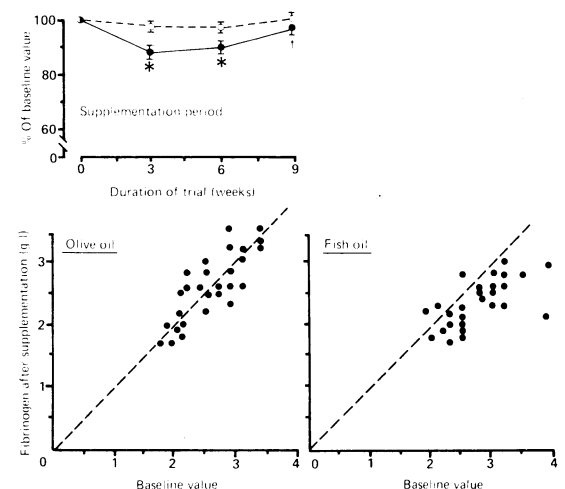 100
80
60
0
% Of baseline value
Supplementation period
* *
†
0 3 6 9
Duration of trial (weeks)
Fibrinogen after supplementation (g l)
Olive oil
3
2
1
0 1 2 3 4
Baseline value
Fish oil
0 1 2 3 4
Baseline value